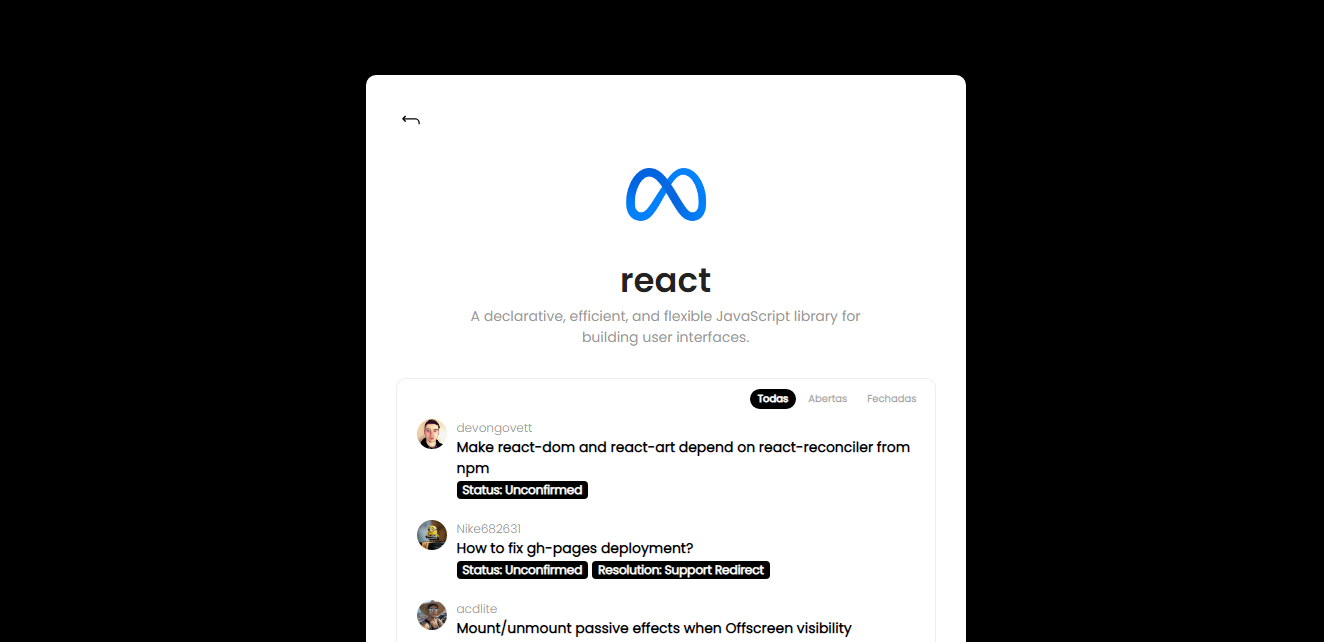 react
A declarative, efficient, and flexible JavaScript library for
building user interfaces.
Todas Abertas Fechadas
devongovett
Make react-dom and react-art depend on react-reconciler from
npm
Status: Unconfirmed
Nike682631
How to fix gh-pages deployment?
Status: Unconfirmed Resolution: Support Redirect
acdlite
Mount/unmount passive effects when Offscreen visibility